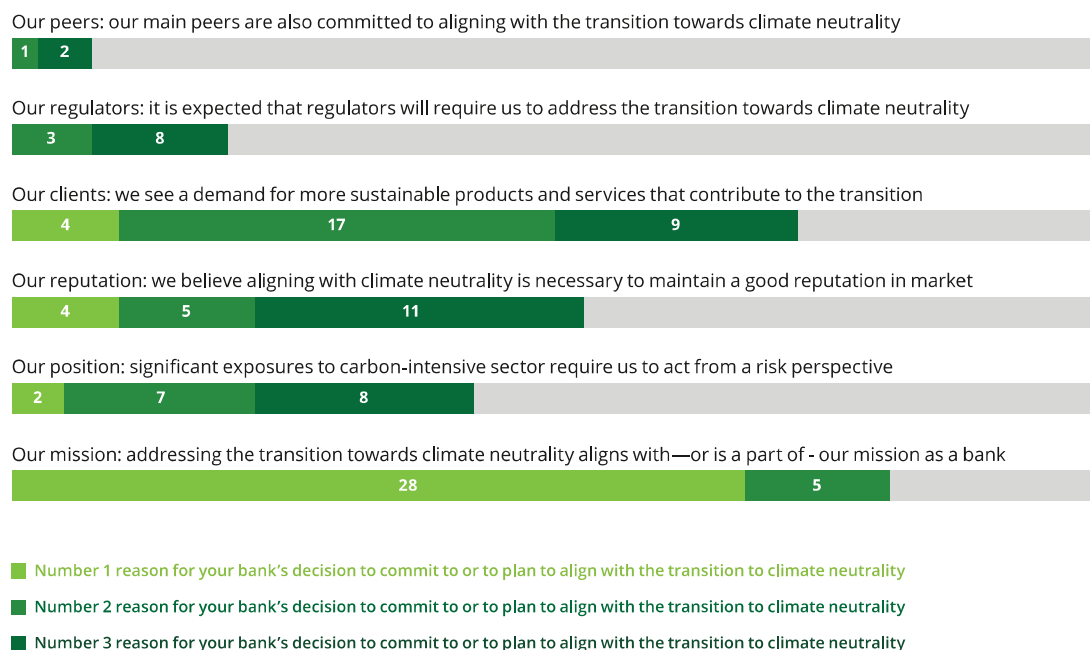 Our peers: our main peers are also committed to aligning with the transition towards climate neutrality
1 2
Our regulators: it is expected that regulators will require us to address the transition towards climate neutrality
3 8
Our clients: we see a demand for more sustainable products and services that contribute to the transition
4 17 9
Our reputation: we believe aligning with climate neutrality is necessary to maintain a good reputation in market
4 5 11
Our position: significant exposures to carbon-intensive sector require us to act from a risk perspective
2 7 8
Our mission: addressing the transition towards climate neutrality aligns with—or is a part of - our mission as a bank
28 5
Number 1 reason for your bank’s decision to commit to or to plan to align with the transition to climate neutrality
Number 2 reason for your bank’s decision to commit to or to plan to align with the transition to climate neutrality
Number 3 reason for your bank’s decision to commit to or to plan to align with the transition to climate neutrality